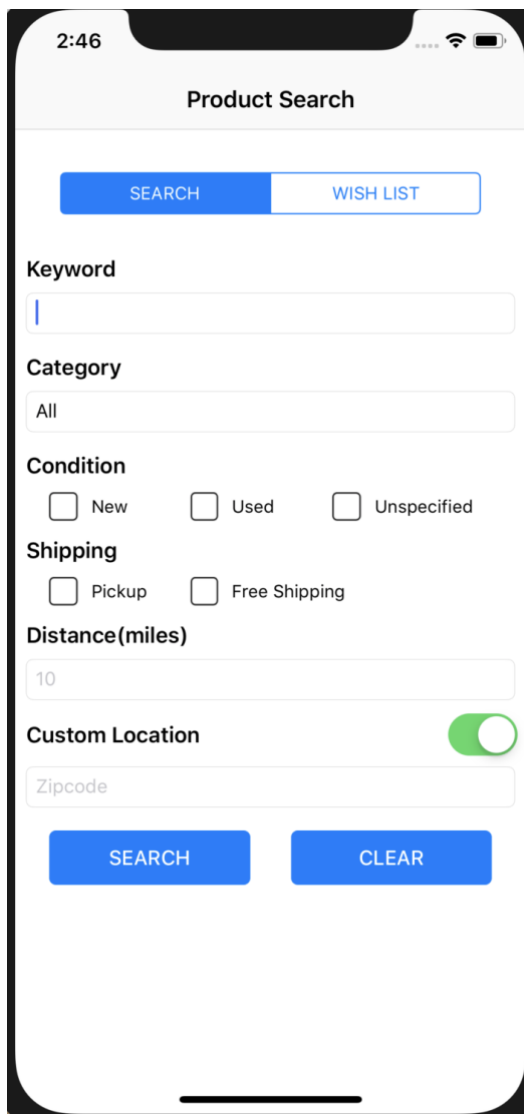 2:46
Product Search
SEARCH WISH LIST
Keyword
Category
All
Condition
New Used Unspecified
Shipping
Pickup Free Shipping
Distance(miles)
10
Custom Location
Zipcode
SEARCH CLEAR